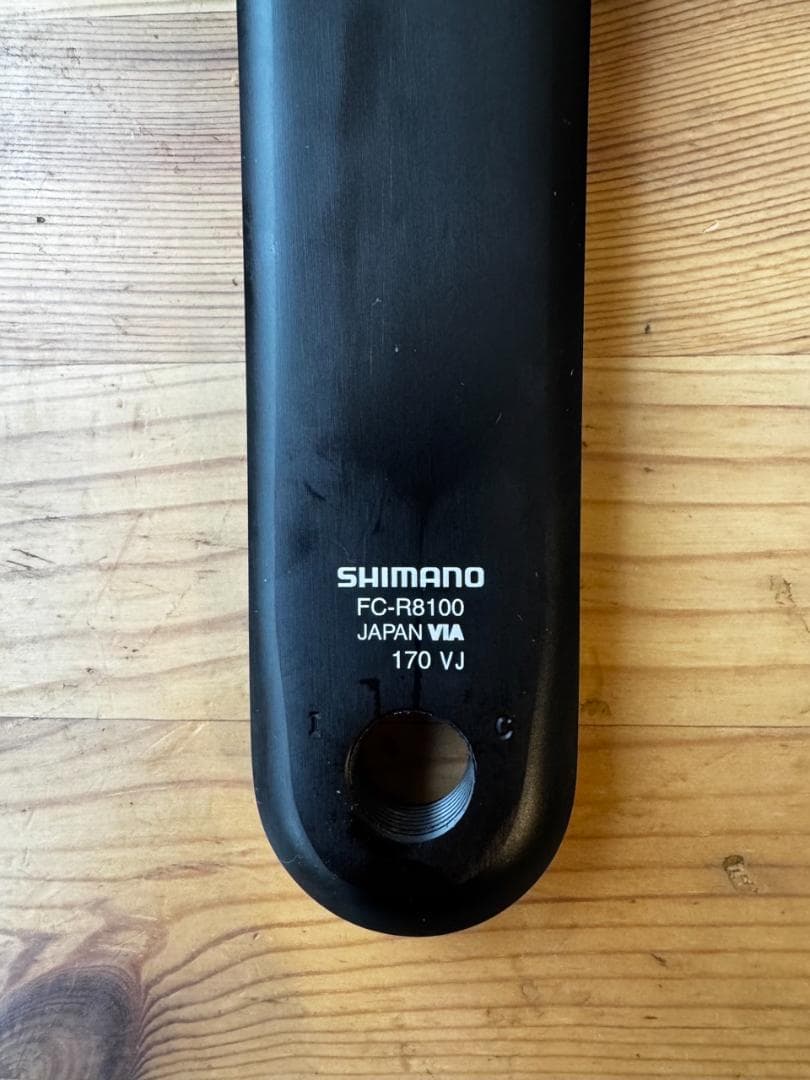 SHIMANO
FC-R8100
JAPAN VIA
170 VJ
I C